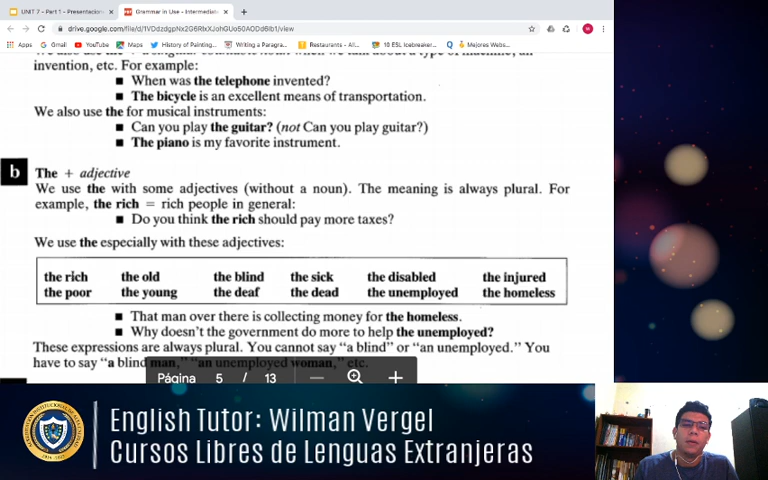 UNIT 7 - Part 1 - Presentacion
Grammar in Use - Intermediate
drive.google.com/file/d/1VDdzdgpNx2G6RlxXJohGUo50AODd6lb1/view
Apps
Gmail
YouTube
Maps
History of Painting...
Writing a Paragra...
Restaurants - All...
10 ESL Icebreaker...
Mejores Webs...
invention, etc. For example:
■ When was the telephone invented?
■ The bicycle is an excellent means of transportation.
We also use the for musical instruments:
■ Can you play the guitar? (not Can you play guitar?)
■ The piano is my favorite instrument.
b The + adjective
We use the with some adjectives (without a noun). The meaning is always plural. For
example, the rich = rich people in general:
■ Do you think the rich should pay more taxes?
We use the especially with these adjectives:
the rich the old the blind the sick the disabled the injured
the poor the young the deaf the dead the unemployed the homeless
■ That man over there is collecting money for the homeless.
■ Why doesn't the government do more to help the unemployed?
These expressions are always plural. You cannot say "a blind" or "an unemployed." You
have to say "a blind man," "an unemployed woman," etc.
Página 5 / 13
English Tutor: Wilman Vergel
Cursos Libres de Lenguas Extranjeras